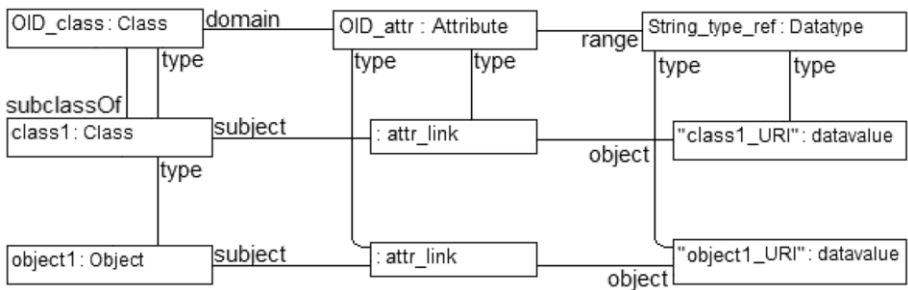 OID_class: Class
domain
OID_attr : Attribute
range
String_type_ref: Datatype
type
type
type
type
type
subclassOf
class1: Class
subject
: attr_link
object
"class1_URI": datavalue
type
object1: Object
subject
: attr_link
object
"object1_URI": datavalue